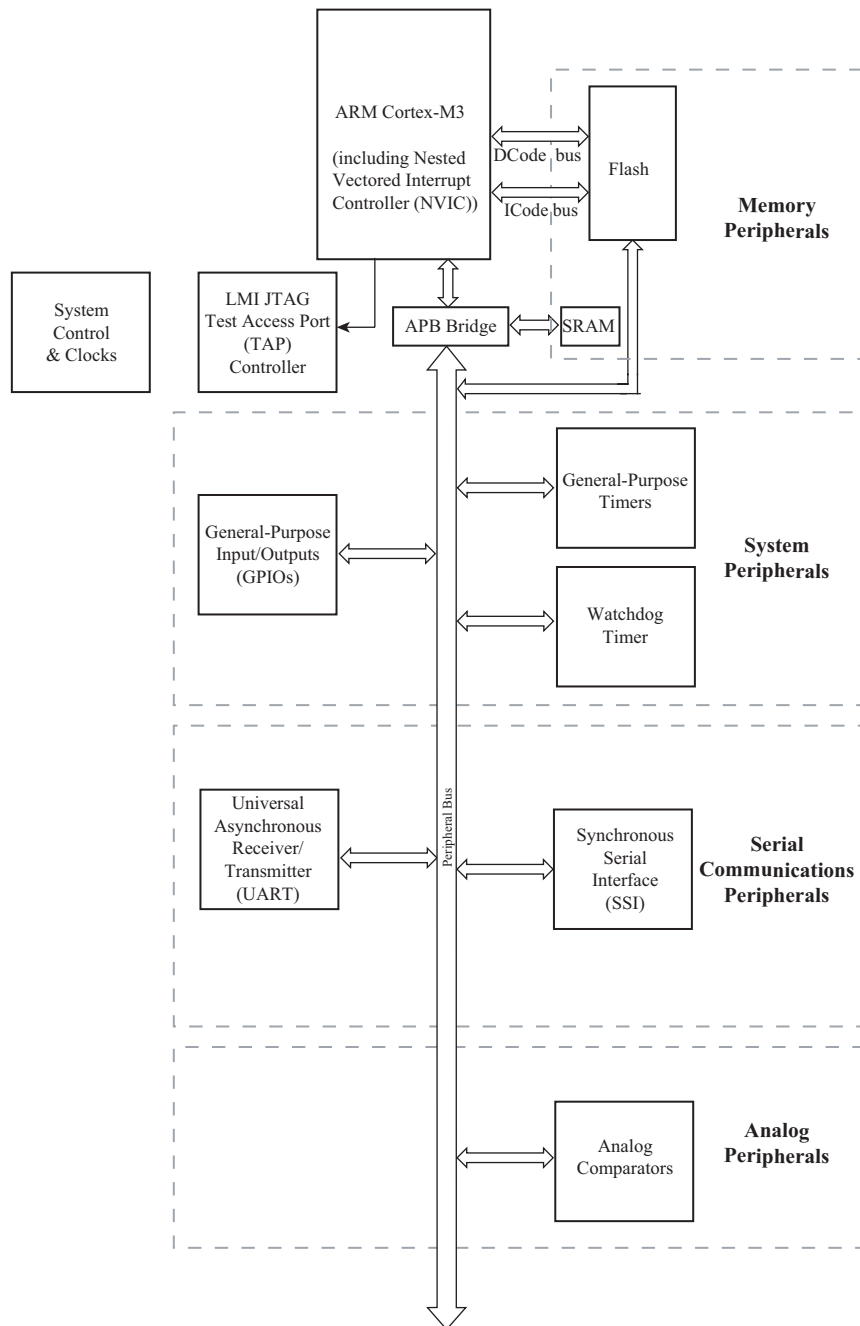 ARM Cortex-M3
(including Nested
Vectored Interrupt
Controller (NVIC))
DCode bus
ICode bus
Flash
Memory
Peripherals
System
Control
& Clocks
LMI JTAG
Test Access Port
(TAP)
Controller
APB Bridge
SRAM
General-Purpose
Timers
General-Purpose
Input/Outputs
(GPIOs)
System
Peripherals
Watchdog
Timer
Peripheral Bus
Universal
Asynchronous
Receiver/
Transmitter
(UART)
Synchronous
Serial
Interface
(SSI)
Serial
Communications
Peripherals
Analog
Comparators
Analog
Peripherals